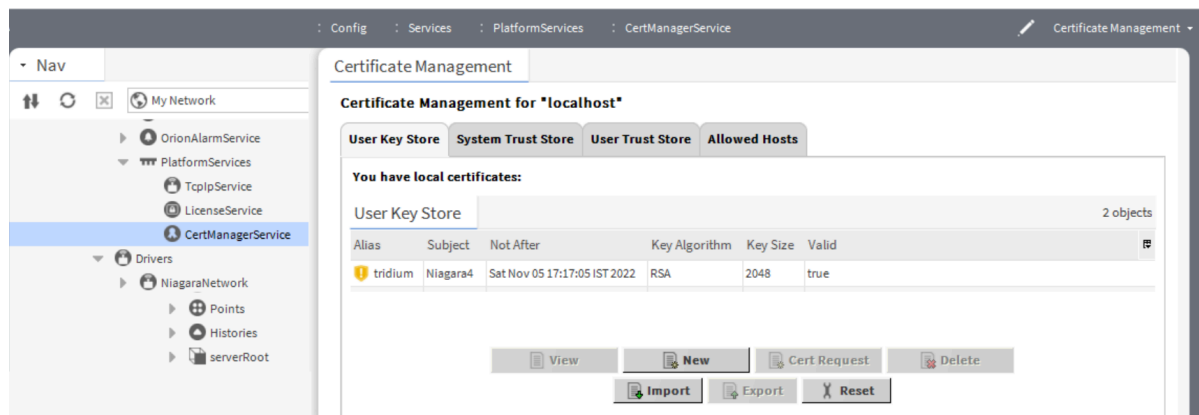 : Config : Services : PlatformServices : CertManagerService Certificate Management
Nav
My Network
OrionAlarmService
PlatformServices
TcpIpService
LicenseService
CertManagerService
Drivers
NiagaraNetwork
Points
Histories
serverRoot
Certificate Management
Certificate Management for "localhost"
User Key Store System Trust Store User Trust Store Allowed Hosts
You have local certificates:
User Key Store 2 objects
Alias Subject Not After Key Algorithm Key Size Valid
tridium Niagara4 Sat Nov 05 17:17:05 IST 2022 RSA 2048 true
View New Cert Request Delete
Import Export Reset